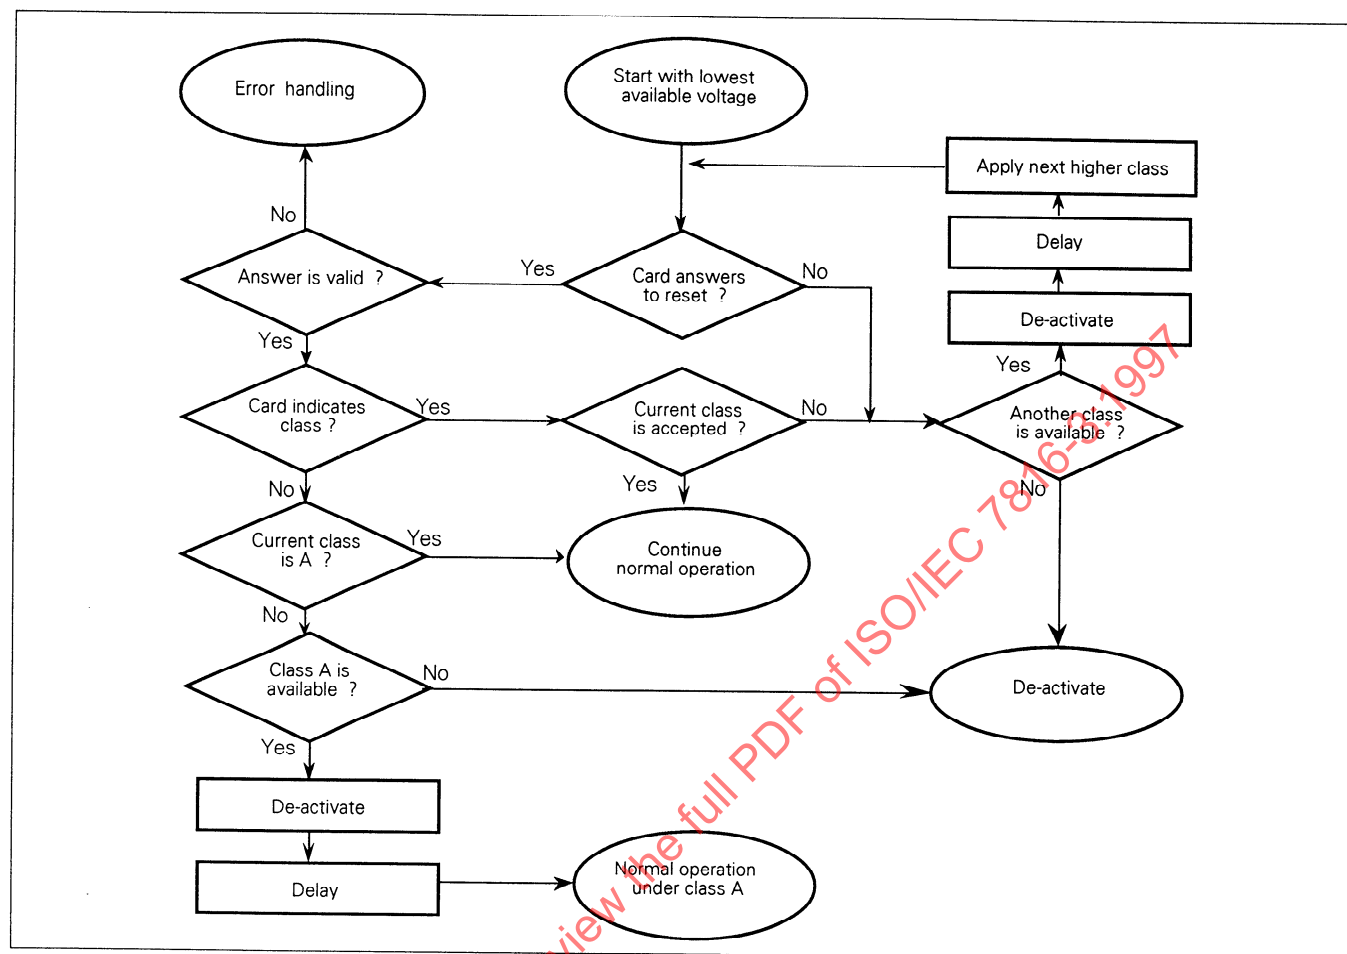 Error handling
Start with lowest
available voltage
Apply next higher class
No
Delay
Answer is valid ?
Yes
Card answers
to reset ?
No
De-activate
Yes
Yes
Card indicates
class ?
Yes
Current class
is accepted ?
No
Another class
is available ?
No
Yes
No
Current class
is A ?
Yes
Continue
normal operation
No
Class A is
available ?
No
De-activate
Yes
De-activate
Delay
Normal operation
under class A
view the full PDF of ISO/IEC 7816-3:1997